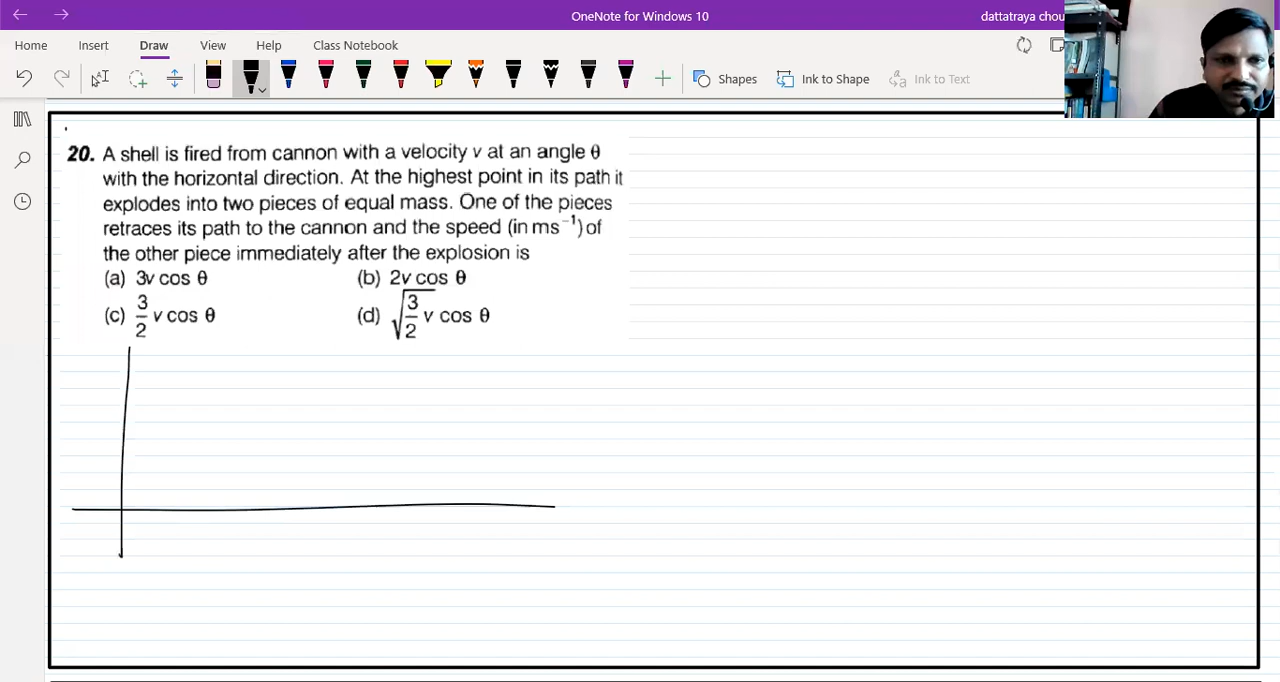 OneNote for Windows 10
dattatraya chou
Home Insert Draw View Help Class Notebook
Shapes Ink to Shape Ink to Text
20. A shell is fired from cannon with a velocity v at an angle θ
with the horizontal direction. At the highest point in its path it
explodes into two pieces of equal mass. One of the pieces
retraces its path to the cannon and the speed (in ms⁻¹) of
the other piece immediately after the explosion is
(a) 3v cos θ (b) 2v cos θ
(c) 3/2 v cos θ (d) √3/2 v cos θ